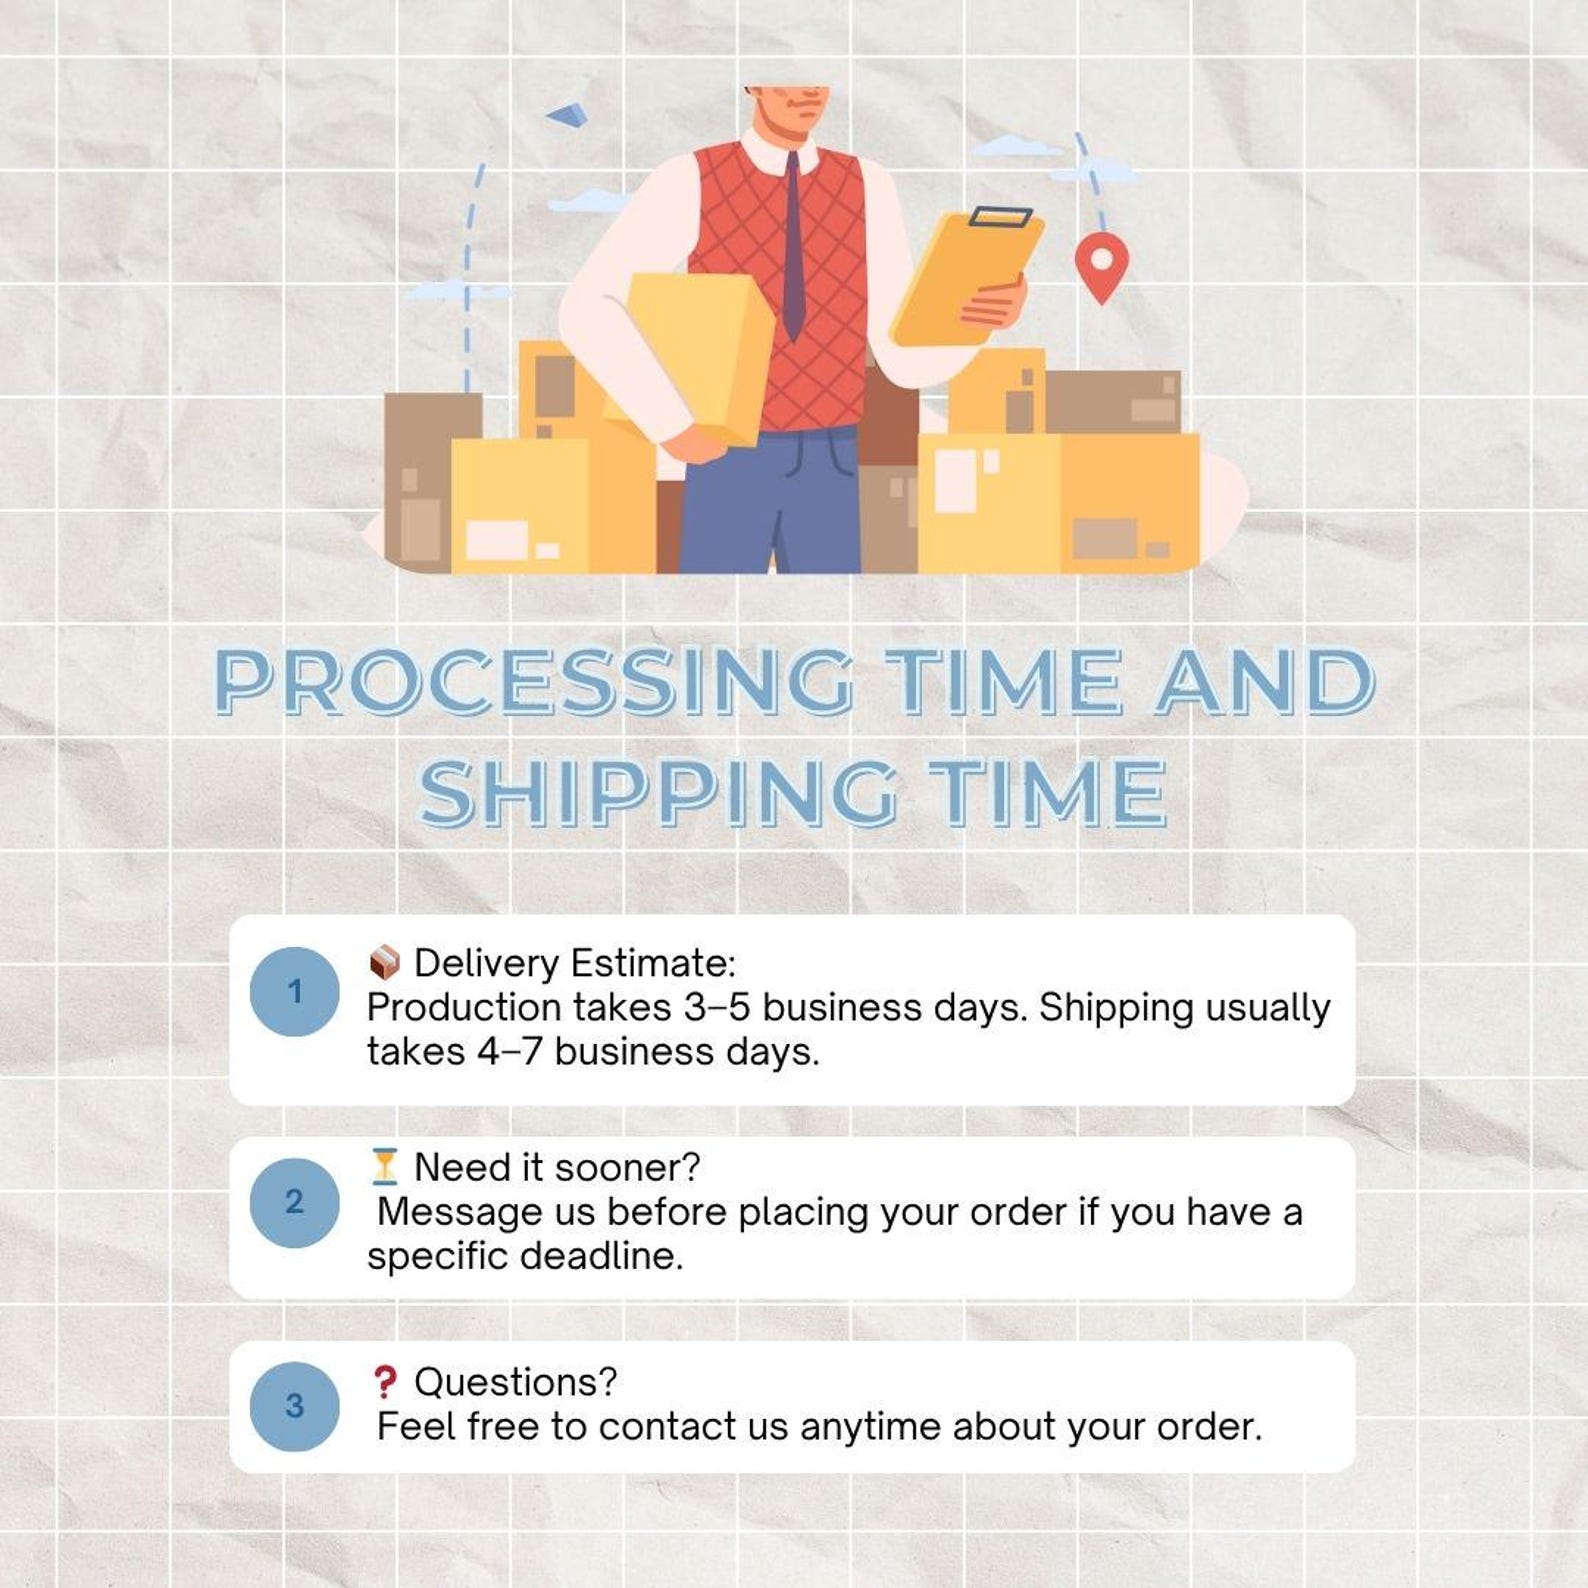 PROCESSING TIME AND
SHIPPING TIME
1
📦 Delivery Estimate:
Production takes 3–5 business days. Shipping usually
takes 4–7 business days.
2
⏳ Need it sooner?
Message us before placing your order if you have a
specific deadline.
3
❓ Questions?
Feel free to contact us anytime about your order.